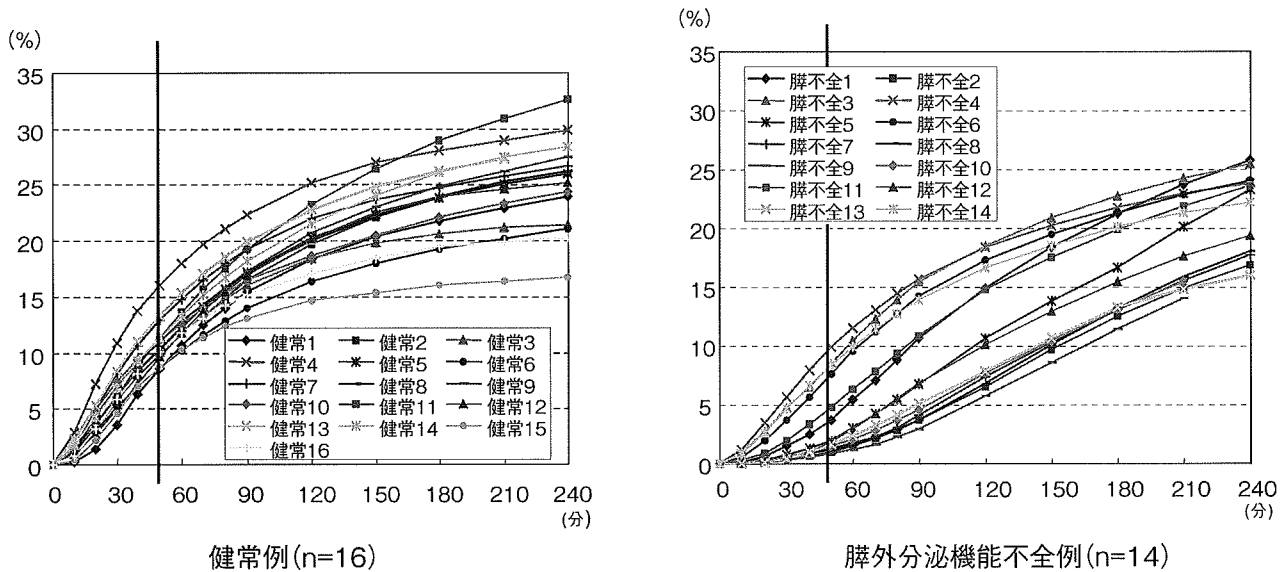 (%)
35
30
25
20
15
10
5
0
健常1 健常2 健常3
健常4 健常5 健常6
健常7 健常8 健常9
健常10 健常11 健常12
健常13 健常14 健常15
健常16
0 30 60 90 120 150 180 210 240
(分)
健常例(n=16)
(%)
35
30
25
20
15
10
5
0
膵不全1 膵不全2
膵不全3 膵不全4
膵不全5 膵不全6
膵不全7 膵不全8
膵不全9 膵不全10
膵不全11 膵不全12
膵不全13 膵不全14
0 30 60 90 120 150 180 210 240
(分)
膵外分泌機能不全例(n=14)